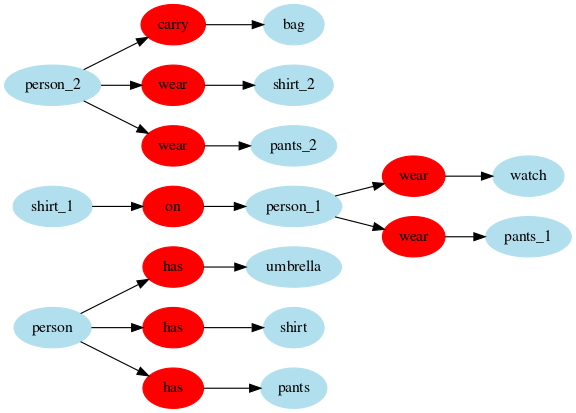 carry
bag
person_2
wear
shirt_2
wear
pants_2
wear
watch
shirt_1
on
person_1
wear
pants_1
has
umbrella
person
has
shirt
has
pants